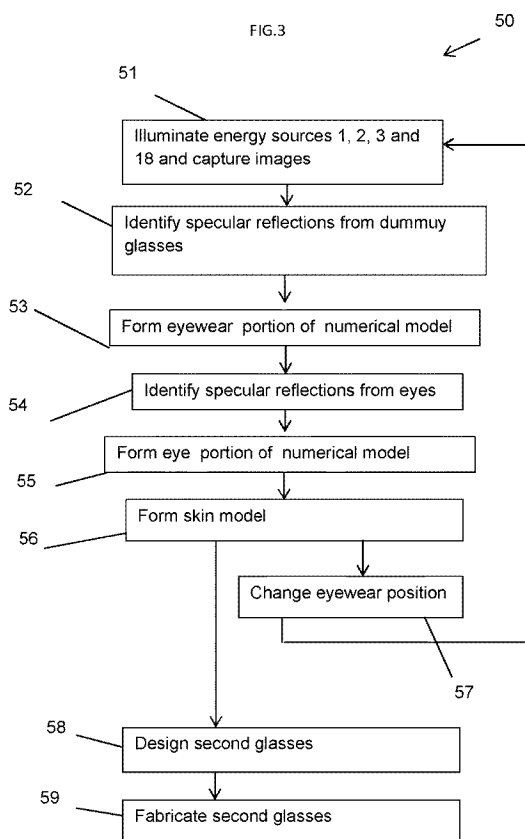 FIG.3
50
51
Illuminate energy sources 1, 2, 3 and
18 and capture images
52
Identify specular reflections from dummuy
glasses
53
Form eyewear portion of numerical model
54
Identify specular reflections from eyes
55
Form eye portion of numerical model
56
Form skin model
Change eyewear position
57
58
Design second glasses
59
Fabricate second glasses